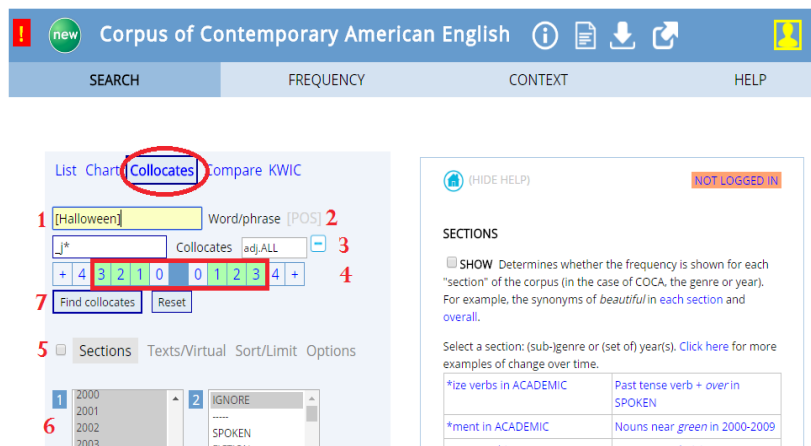 ! new Corpus of Contemporary American English
SEARCH FREQUENCY CONTEXT HELP
List Chart Collocates Compare KWIC
1 [Halloween] Word/phrase [POS] 2
_j* Collocates adj.ALL 3
+ 4 3 2 1 0 0 1 2 3 4 + 4
7 Find collocates Reset
5 Sections Texts/Virtual Sort/Limit Options
1 2000 2 IGNORE
2001 -----
6 2002 SPOKEN
2003
(HIDE HELP) NOT LOGGED IN
SECTIONS
SHOW Determines whether the frequency is shown for each
"section" of the corpus (in the case of COCA, the genre or year).
For example, the synonyms of beautiful in each section and
overall.
Select a section: (sub-)genre or (set of) year(s). Click here for more
examples of change over time.
*ize verbs in ACADEMIC Past tense verb + over in
SPOKEN
*ment in ACADEMIC Nouns near green in 2000-2009